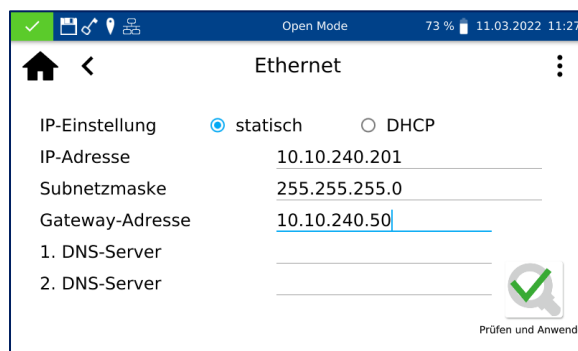 Open Mode 73 % 11.03.2022 11:27
Ethernet
IP-Einstellung statisch DHCP
IP-Adresse 10.10.240.201
Subnetzmaske 255.255.255.0
Gateway-Adresse 10.10.240.50
1. DNS-Server
2. DNS-Server
Prüfen und Anwend